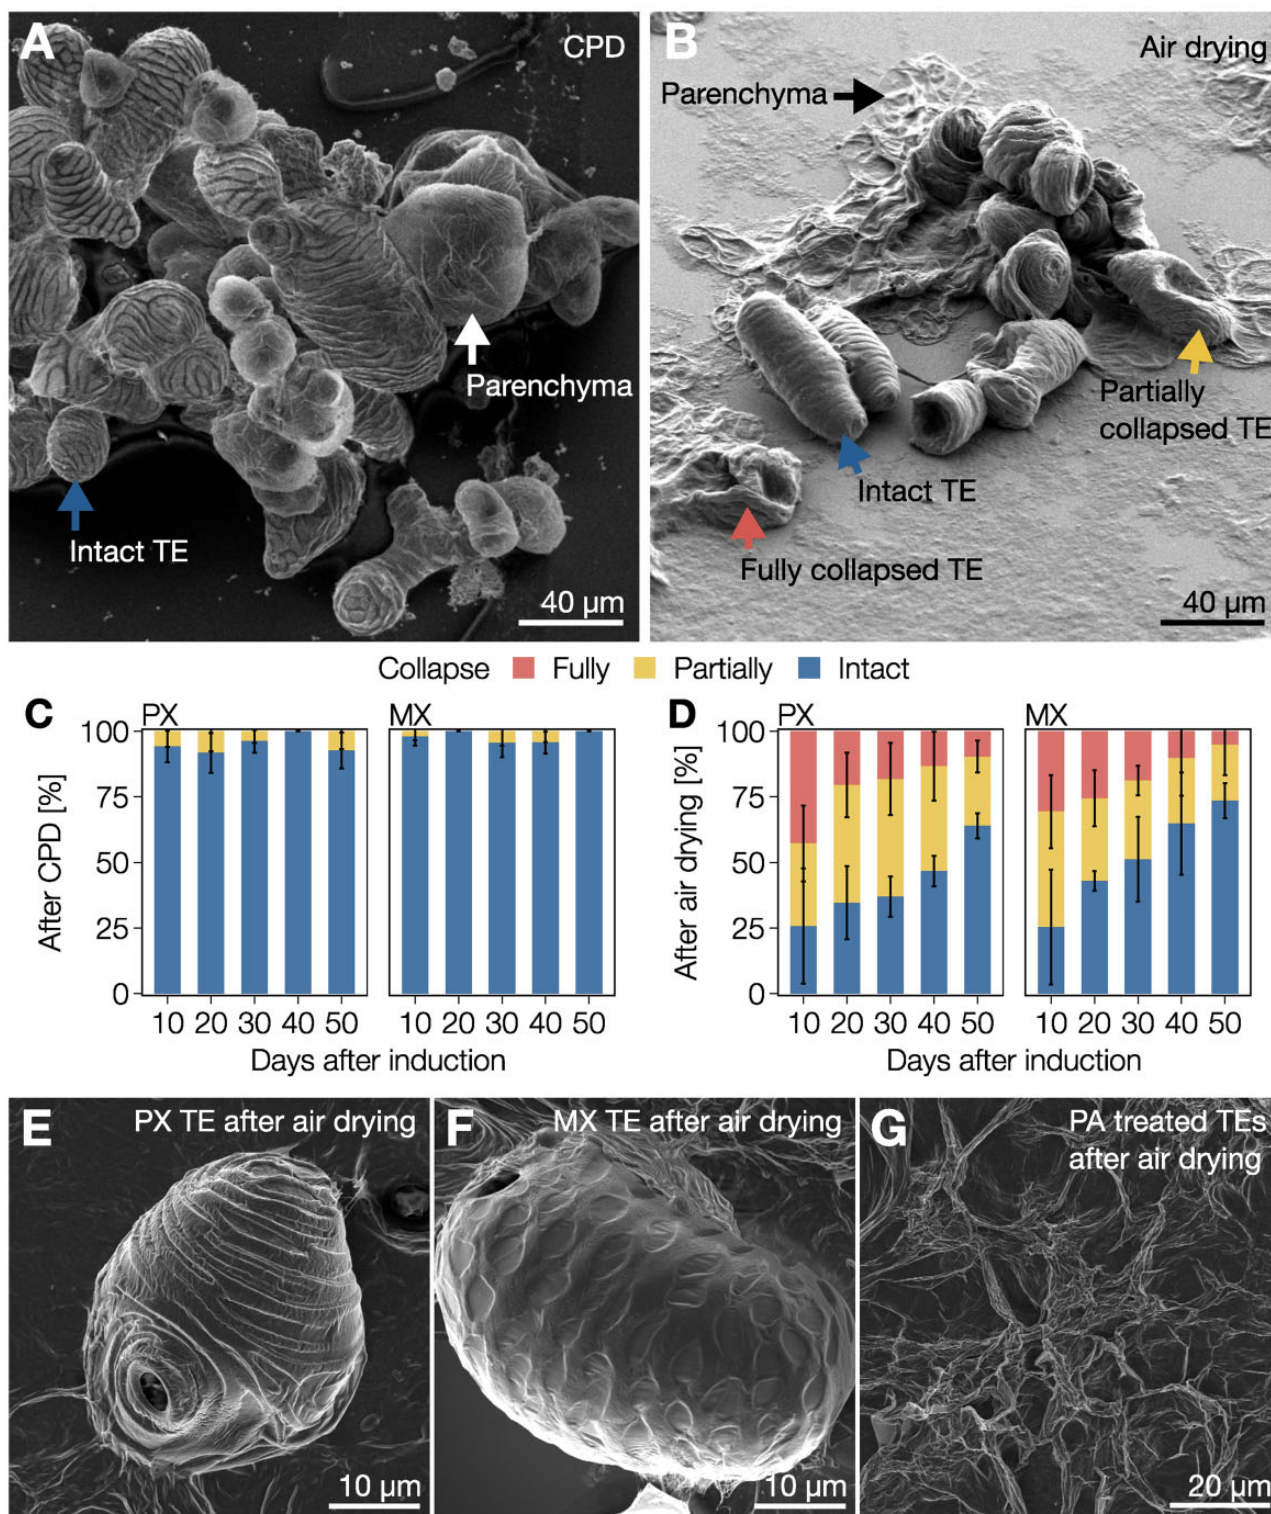 A
CPD
Parenchyma
Intact TE
40 µm
B
Air drying
Parenchyma
Partially
collapsed TE
Intact TE
Fully collapsed TE
40 µm
Collapse Fully Partially Intact
C
PX
MX
After CPD [%]
100
75
50
25
0
10 20 30 40 50
10 20 30 40 50
Days after induction
D
PX
MX
After air drying [%]
100
75
50
25
0
10 20 30 40 50
10 20 30 40 50
Days after induction
E
PX TE after air drying
10 µm
F
MX TE after air drying
10 µm
G
PA treated TEs
after air drying
20 µm